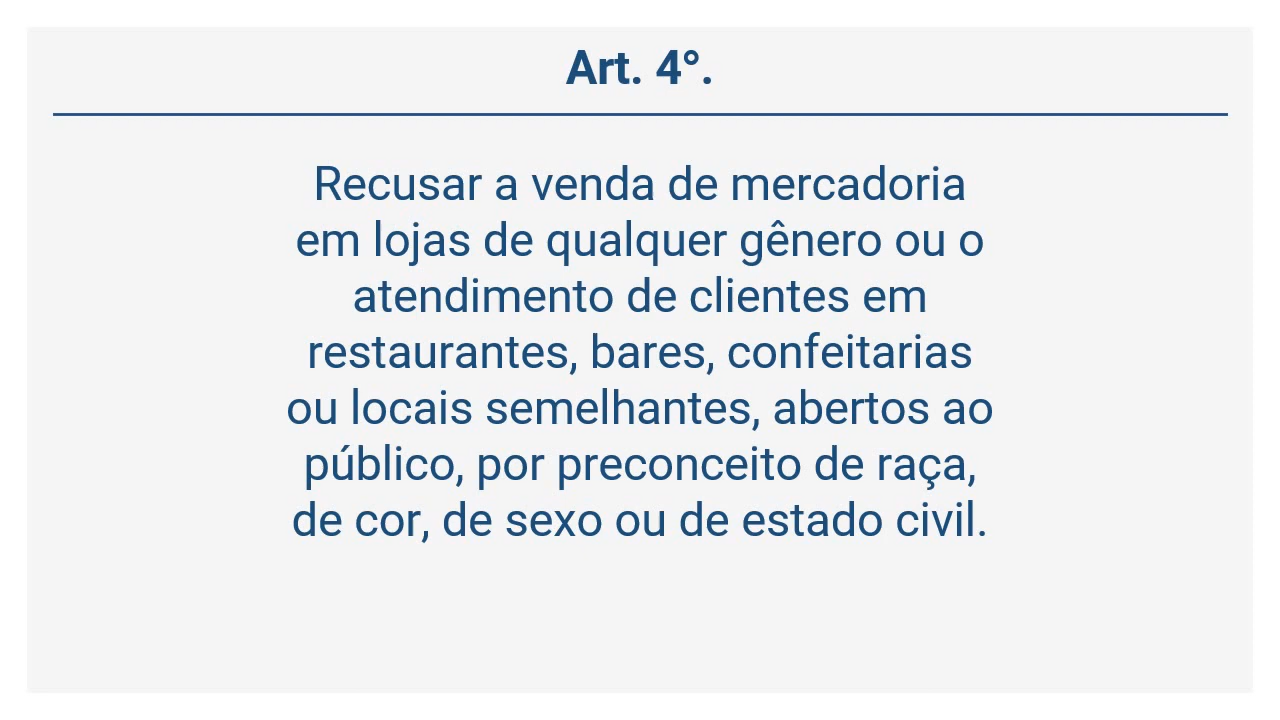 Art. 4°.
Recusar a venda de mercadoria
em lojas de qualquer gênero ou o
atendimento de clientes em
restaurantes, bares, confeitarias
ou locais semelhantes, abertos ao
público, por preconceito de raça,
de cor, de sexo ou de estado civil.